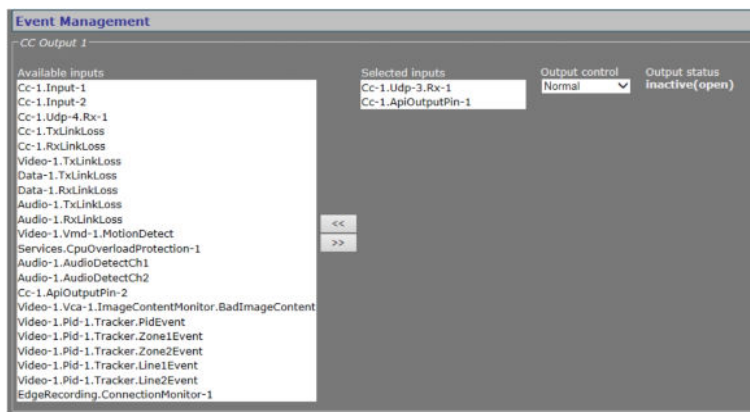 Event Management
CC Output 1
Available inputs
Cc-1.Input-1
Cc-1.Input-2
Cc-1.Udp-4.Rx-1
Cc-1.TxLinkLoss
Cc-1.RxLinkLoss
Video-1.TxLinkLoss
Data-1.TxLinkLoss
Data-1.RxLinkLoss
Audio-1.TxLinkLoss
Audio-1.RxLinkLoss
Video-1.Vmd-1.MotionDetect
Services.CpuOverloadProtection-1
Audio-1.AudioDetectCh1
Audio-1.AudioDetectCh2
Cc-1.ApiOutputPin-2
Video-1.Vca-1.ImageContentMonitor.BadImageContent
Video-1.Pid-1.Tracker.PidEvent
Video-1.Pid-1.Tracker.Zone1Event
Video-1.Pid-1.Tracker.Zone2Event
Video-1.Pid-1.Tracker.Line1Event
Video-1.Pid-1.Tracker.Line2Event
EdgeRecording.ConnectionMonitor-1
<<
>>
Selected inputs
Cc-1.Udp-3.Rx-1
Cc-1.ApiOutputPin-1
Output control
Normal
Output status
inactive(open)